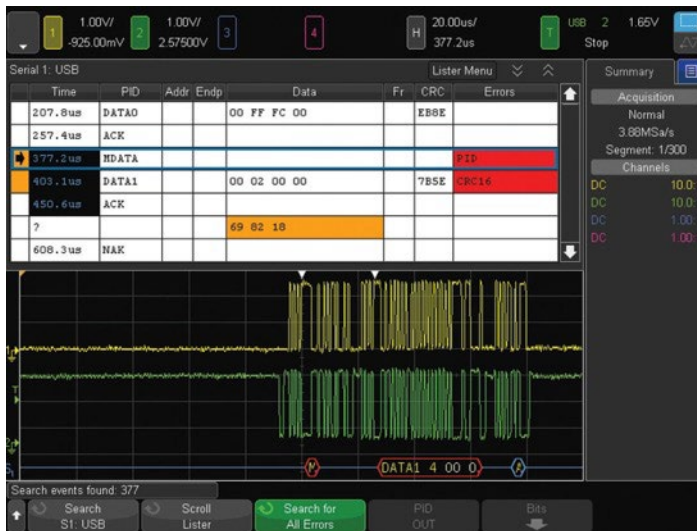 1 1.00V/ -925.00mV 2 1.00V/ 2.57500V 3 4 H 20.00us/ 377.2us T USB 2 1.65V Stop
Serial 1: USB Lister Menu
Time PID Addr Endp Data Fr CRC Errors
207.8us DATA0 00 FF FC 00 EB8E
257.4us ACK
377.2us MDATA PID
403.1us DATA1 00 02 00 00 7B5E CRC16
450.6us ACK
? 69 82 18
608.3us NAK
Summary
Acquisition
Normal
3.88MSa/s
Segment: 1/300
Channels
DC 10.0:
DC 10.0:
DC 1.00:
DC 1.00:
M DATA1 4 00 0 A
Search events found: 377
Search
S1: USB
Scroll
Lister
Search for
All Errors
PID
OUT
Bits